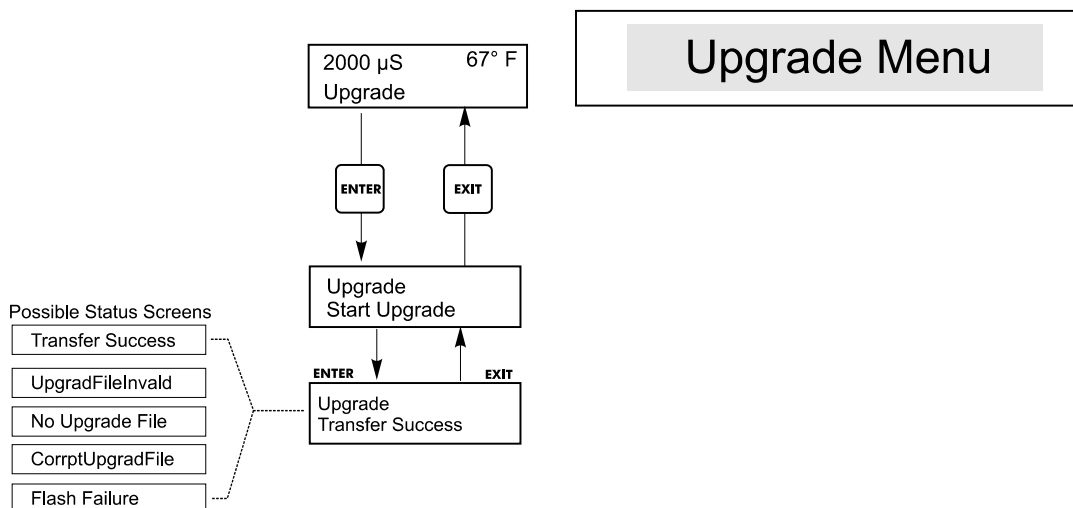 Upgrade Menu
2000 µS 67° F
Upgrade
ENTER EXIT
Upgrade
Start Upgrade
ENTER EXIT
Upgrade
Transfer Success
Possible Status Screens
Transfer Success
UpgradFileInvald
No Upgrade File
CorrptUpgradFile
Flash Failure